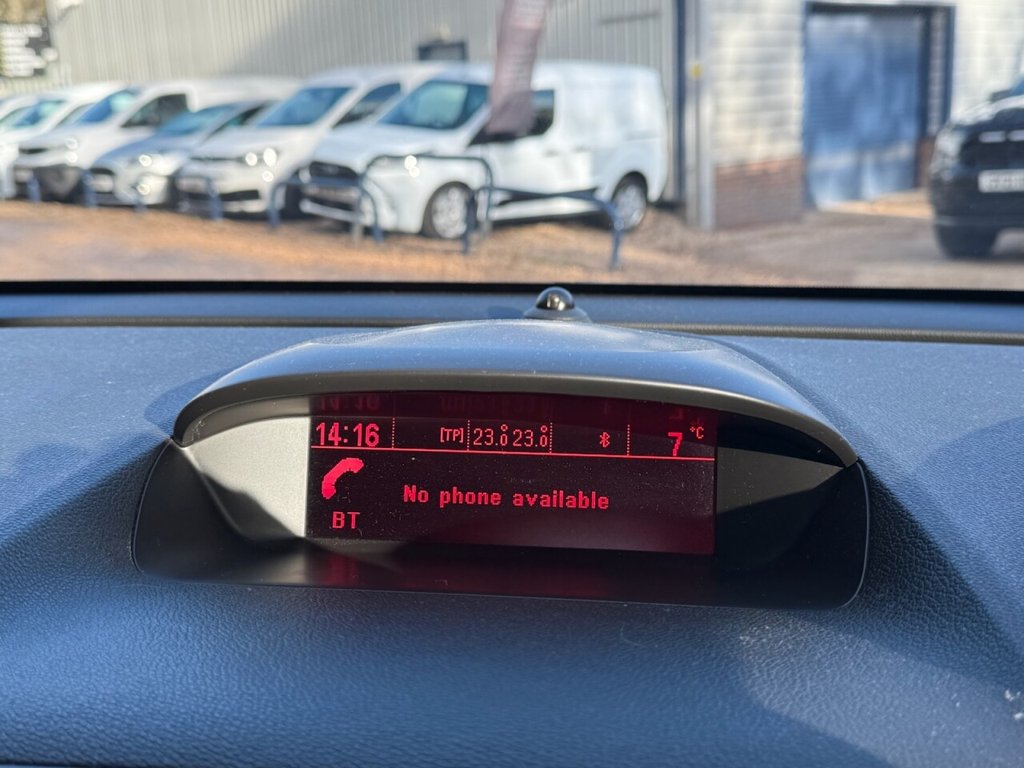 14:16 [TP] 23.0 23.0 7 °C
No phone available
BT